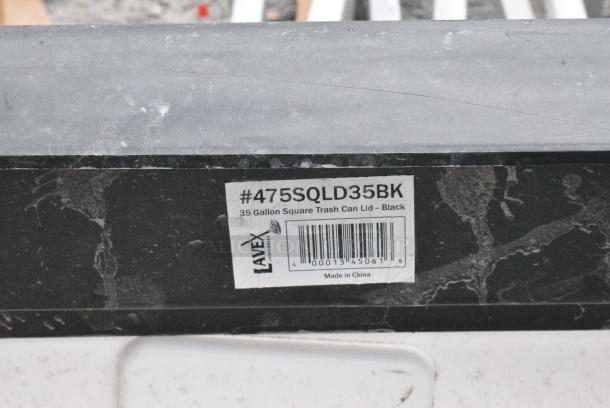 #475SQLD35BK
35 Gallon Square Trash Can Lid – Black
LAVEX
4 00013 45061 6
Made in China